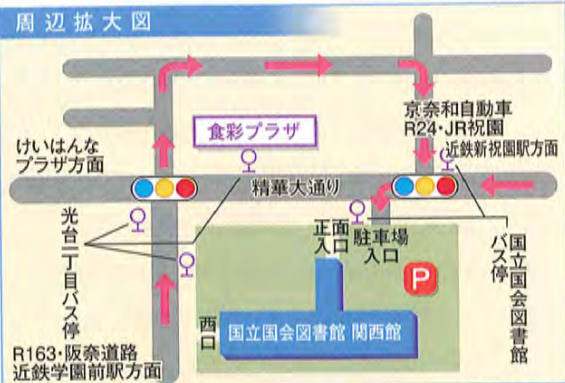 周辺拡大図
京奈和自動車
R24・JR祝園
近鉄新祝園駅方面
食彩プラザ
けいはんな
プラザ方面
精華大通り
光台二丁目バス停
正面
入口
駐車場
入口
国立国会図書館
バス停
P
西口
国立国会図書館 関西館
R163・阪奈道路
近鉄学園前駅方面